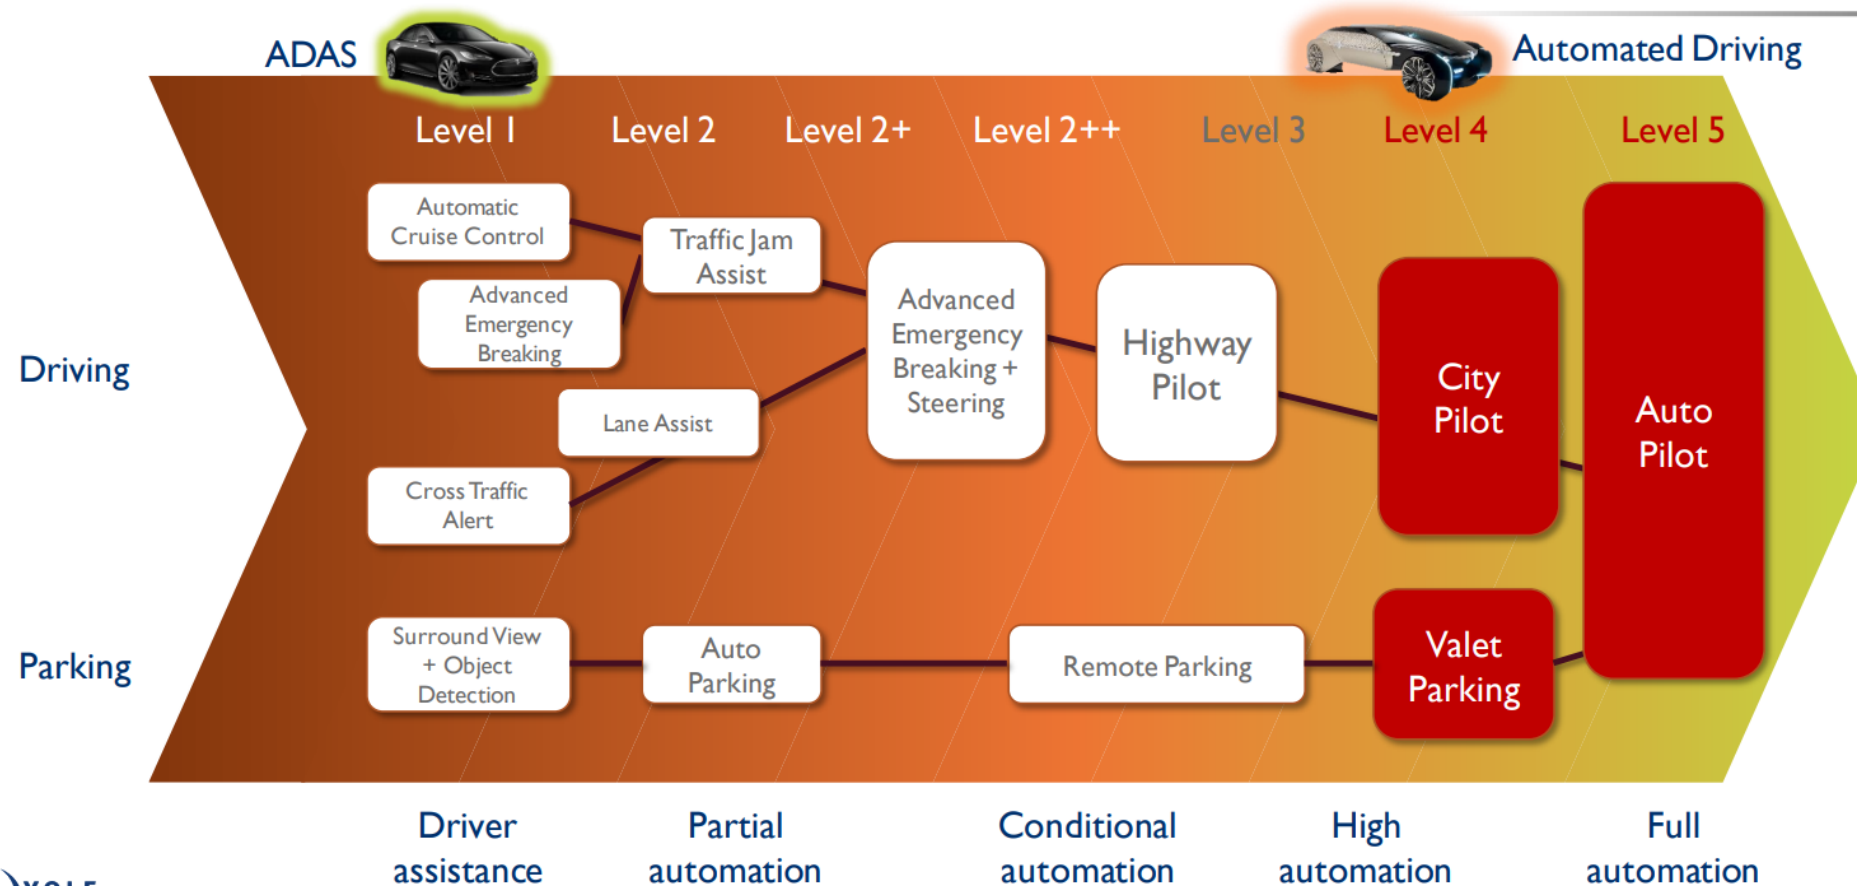 ADAS
Automated Driving
Level 1
Level 2
Level 2+
Level 2++
Level 3
Level 4
Level 5
Driving
Automatic
Cruise Control
Advanced
Emergency
Breaking
Traffic Jam
Assist
Lane Assist
Cross Traffic
Alert
Advanced
Emergency
Breaking +
Steering
Highway
Pilot
City
Pilot
Auto
Pilot
Parking
Surround View
+ Object
Detection
Auto
Parking
Remote Parking
Valet
Parking
Driver
assistance
Partial
automation
Conditional
automation
High
automation
Full
automation